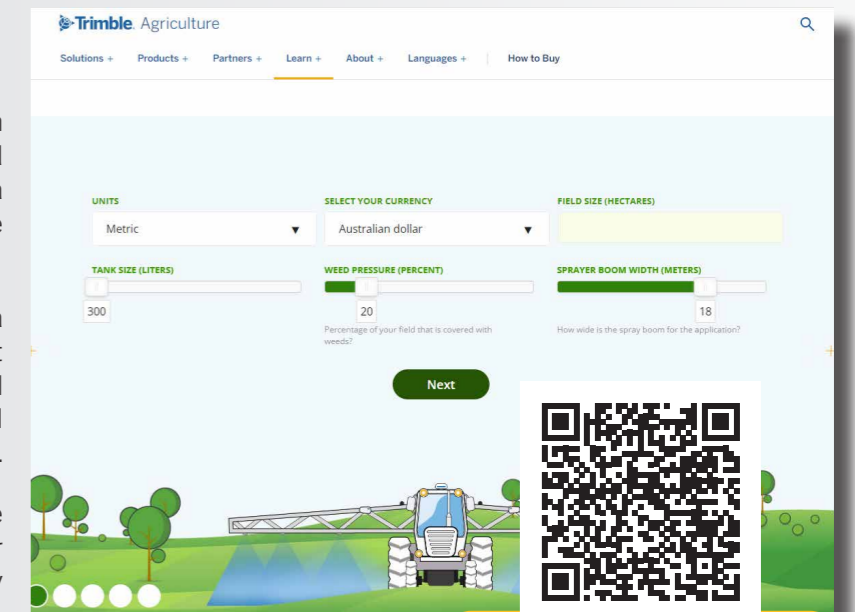 Trimble. Agriculture
Solutions + Products + Partners + Learn + About + Languages + How to Buy
UNITS SELECT YOUR CURRENCY FIELD SIZE (HECTARES)
Metric Australian dollar
TANK SIZE (LITERS) WEED PRESSURE (PERCENT) SPRAYER BOOM WIDTH (METERS)
300 20 18
Percentage of your field that is covered with weeds? How wide is the spray boom for the application?
Next